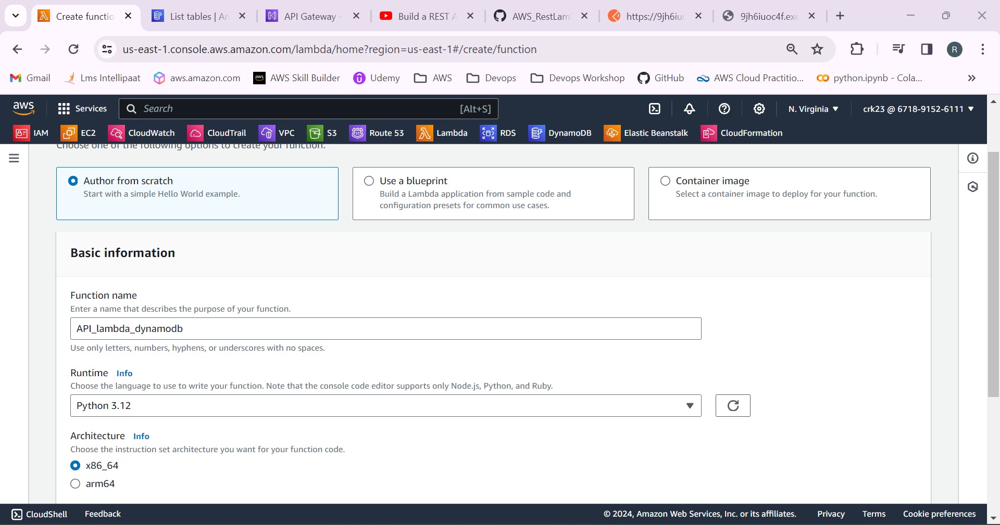 Create functio
List tables | An
API Gateway -
Build a REST A
AWS_RestLam
https://9jh6iuo
9jh6iuoc4f.exe
us-east-1.console.aws.amazon.com/lambda/home?region=us-east-1#/create/function
R
Gmail
Lms Intellipaat
aws.amazon.com
aws
AWS Skill Builder
Udemy
AWS
Devops
Devops Workshop
GitHub
AWS Cloud Practitio...
python.ipynb - Cola...
aws
Services
Search
[Alt+S]
N. Virginia
crk23 @ 6718-9152-6111
IAM
EC2
CloudWatch
CloudTrail
VPC
S3
Route 53
Lambda
RDS
DynamoDB
Elastic Beanstalk
CloudFormation
Choose one of the following options to create your function.
Author from scratch
Start with a simple Hello World example.
Use a blueprint
Build a Lambda application from sample code and
configuration presets for common use cases.
Container image
Select a container image to deploy for your function.
Basic information
Function name
Enter a name that describes the purpose of your function.
API_lambda_dynamodb
Use only letters, numbers, hyphens, or underscores with no spaces.
Runtime Info
Choose the language to use to write your function. Note that the console code editor supports only Node.js, Python, and Ruby.
Python 3.12
Architecture Info
Choose the instruction set architecture you want for your function code.
x86_64
arm64
CloudShell
Feedback
© 2024, Amazon Web Services, Inc. or its affiliates.
Privacy
Terms
Cookie preferences